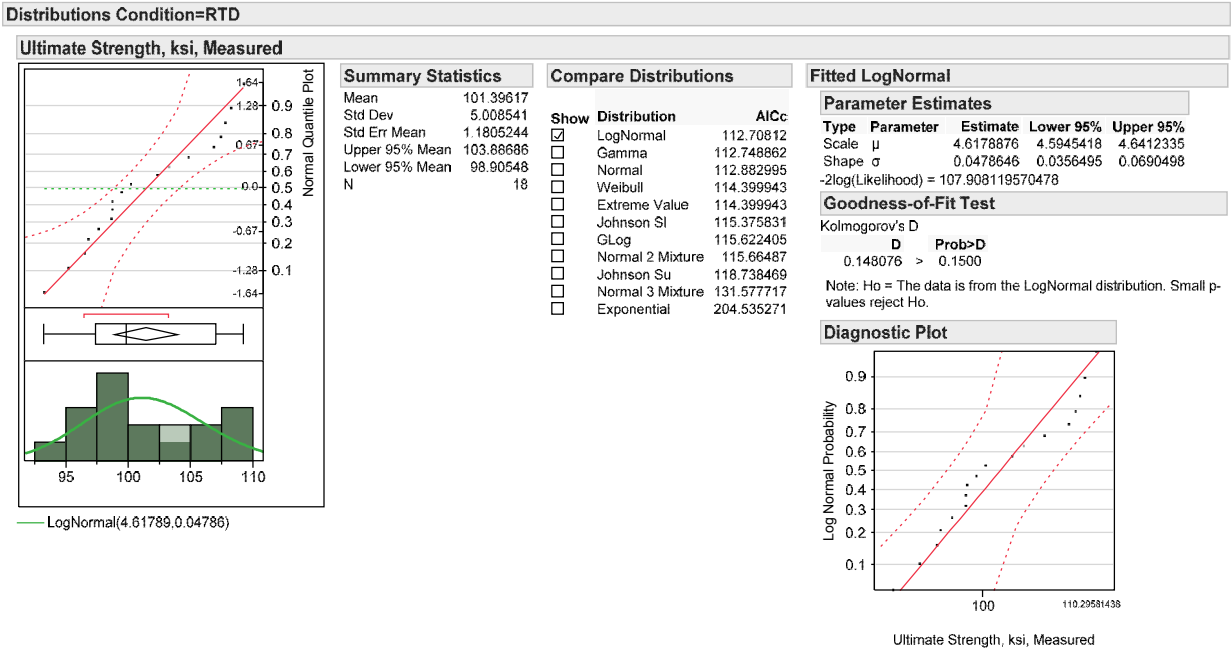 Distributions Condition=RTD
Ultimate Strength, ksi, Measured
1.64
1.28
0.67
0.0
-0.67
-1.28
-1.64
0.9
0.8
0.7
0.6
0.5
0.4
0.3
0.2
0.1
Normal Quantile Plot
95 100 105 110
LogNormal(4.61789,0.04786)
Summary Statistics
Mean 101.39617
Std Dev 5.008541
Std Err Mean 1.1805244
Upper 95% Mean 103.88686
Lower 95% Mean 98.90548
N 18
Compare Distributions
Show Distribution AICc
LogNormal 112.70812
Gamma 112.748862
Normal 112.882995
Weibull 114.399943
Extreme Value 114.399943
Johnson Sl 115.375831
GLog 115.622405
Normal 2 Mixture 115.66487
Johnson Su 118.738469
Normal 3 Mixture 131.577717
Exponential 204.535271
Fitted LogNormal
Parameter Estimates
Type Parameter Estimate Lower 95% Upper 95%
Scale μ 4.6178876 4.5945418 4.6412335
Shape σ 0.0478646 0.0356495 0.0690498
-2log(Likelihood) = 107.908119570478
Goodness-of-Fit Test
Kolmogorov's D
D Prob>D
0.148076 > 0.1500
Note: Ho = The data is from the LogNormal distribution. Small p-
values reject Ho.
Diagnostic Plot
Log Normal Probability
0.9
0.8
0.7
0.6
0.5
0.4
0.3
0.2
0.1
100 110.29581438
Ultimate Strength, ksi, Measured